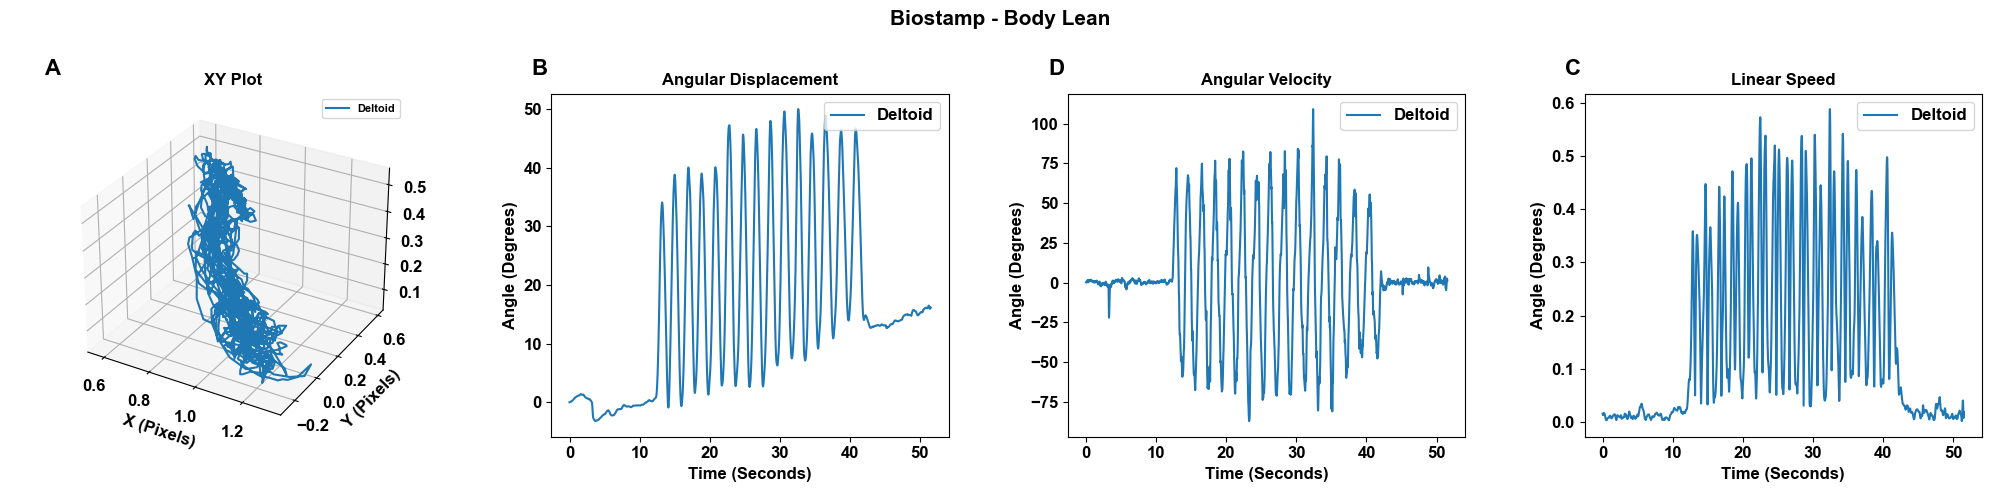 Biostamp - Body Lean
A
XY Plot
Deltoid
0.5
0.4
0.3
0.2
0.1
0.6
0.4
0.2
0.0
−0.2
0.6
0.8
1.0
1.2
X (Pixels)
Y (Pixels)
B
Angular Displacement
Deltoid
50
40
30
20
10
0
Angle (Degrees)
0 10 20 30 40 50
Time (Seconds)
D
Angular Velocity
Deltoid
100
75
50
25
0
−25
−50
−75
Angle (Degrees)
0 10 20 30 40 50
Time (Seconds)
C
Linear Speed
Deltoid
0.6
0.5
0.4
0.3
0.2
0.1
0.0
Angle (Degrees)
0 10 20 30 40 50
Time (Seconds)